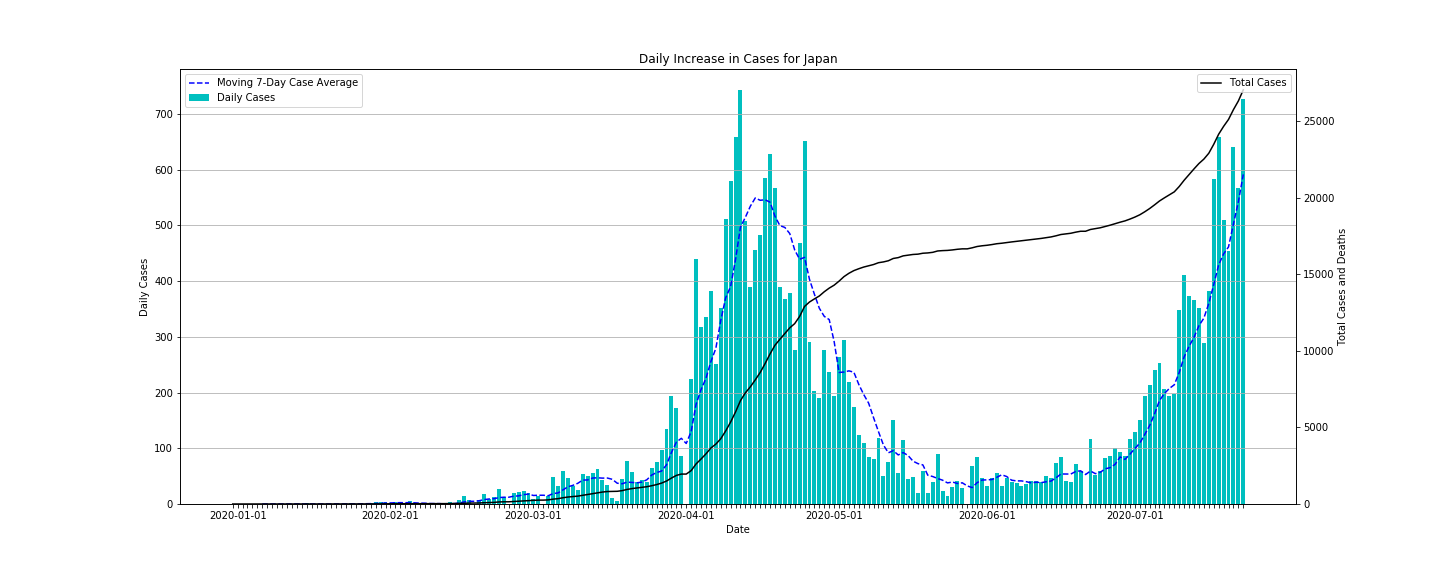 Daily Increase in Cases for Japan
Moving 7-Day Case Average
Daily Cases
Total Cases
700
600
500
400
300
200
100
0
Daily Cases
25000
20000
15000
10000
5000
0
Total Cases and Deaths
2020-01-01 2020-02-01 2020-03-01 2020-04-01 2020-05-01 2020-06-01 2020-07-01
Date